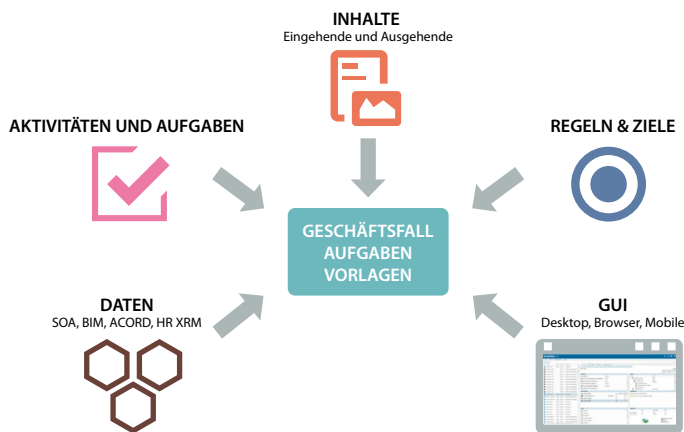 INHALTE
Eingehende und Ausgehende
AKTIVITÄTEN UND AUFGABEN
REGELN & ZIELE
GESCHÄFTSFALL
AUFGABEN
VORLAGEN
DATEN
SOA, BIM, ACORD, HR XRM
GUI
Desktop, Browser, Mobile